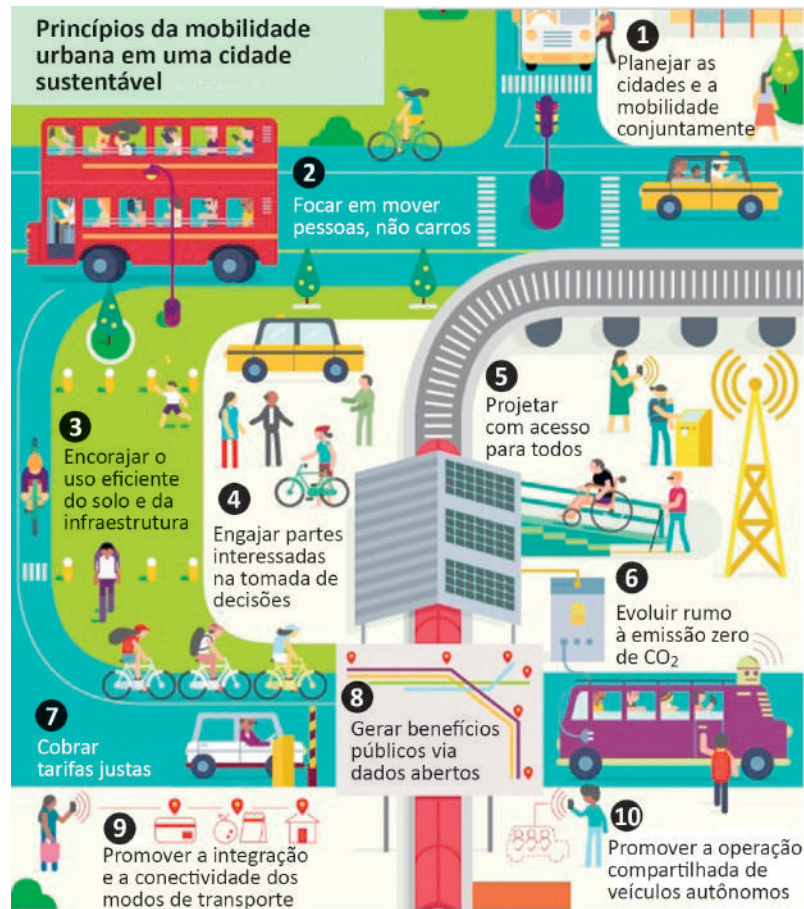 Princípios da mobilidade
urbana em uma cidade
sustentável
1
Planejar as
cidades e a
mobilidade
conjuntamente
2
Focar em mover
pessoas, não carros
3
Encorajar o
uso eficiente
do solo e da
infraestrutura
4
Engajar partes
interessadas
na tomada de
decisões
5
Projetar
com acesso
para todos
6
Evoluir rumo
à emissão zero
de CO₂
7
Cobrar
tarifas justas
8
Gerar benefícios
públicos via
dados abertos
9
Promover a integração
e a conectividade dos
modos de transporte
10
Promover a operação
compartilhada de
veículos autônomos